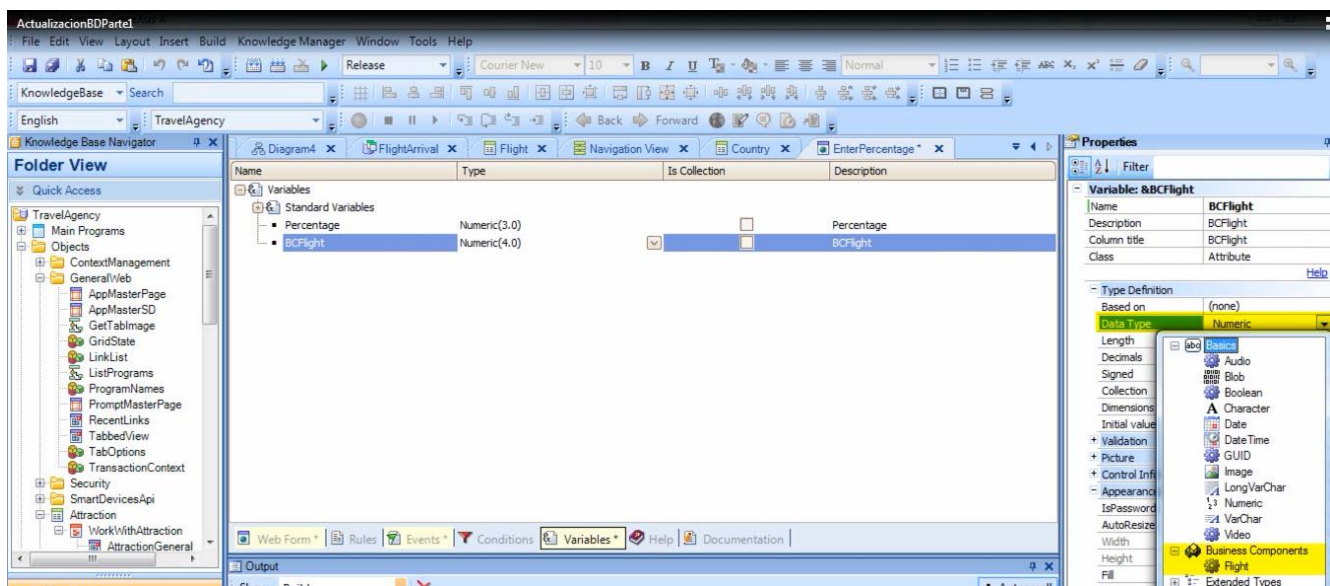 ActualizacionBDParte1
File Edit View Layout Insert Build Knowledge Manager Window Tools Help
Release Courier New 10 B I U Normal ABC
KnowledgeBase Search
English TravelAgency Back Forward
Knowledge Base Navigator Diagram4 FlightArrival Flight Navigation View Country EnterPercentage * Properties
Folder View Name Type Is Collection Description Filter
Quick Access Variables Variable: &BCFlight
TravelAgency Standard Variables Name BCFlight
Main Programs Percentage Numeric(3.0) Percentage Description BCFlight
Objects BCFlight Numeric(4.0) BCFlight Column title BCFlight
ContextManagement Class Attribute
GeneralWeb Help
AppMasterPage Type Definition
AppMasterSD Based on (none)
GetTabImage Data Type Numeric
GridState Length abc Basics
LinkList Decimals Audio
ListPrograms Signed Blob
ProgramNames Collection Boolean
PromptMasterPage Dimensions A Character
RecentLinks Initial value Date
TabbedView Validation DateTime
TabOptions Picture GUID
TransactionContext Control Inf Image
Security Appearance LongVarChar
SmartDevicesApi IsPassword Numeric
Attraction AutoResize VarChar
WorkWithAttraction Width Video
AttractionGeneral Web Form * Rules Events * Conditions Variables * Help Documentation Height Business Components
Output Fill Flight
Extended Types